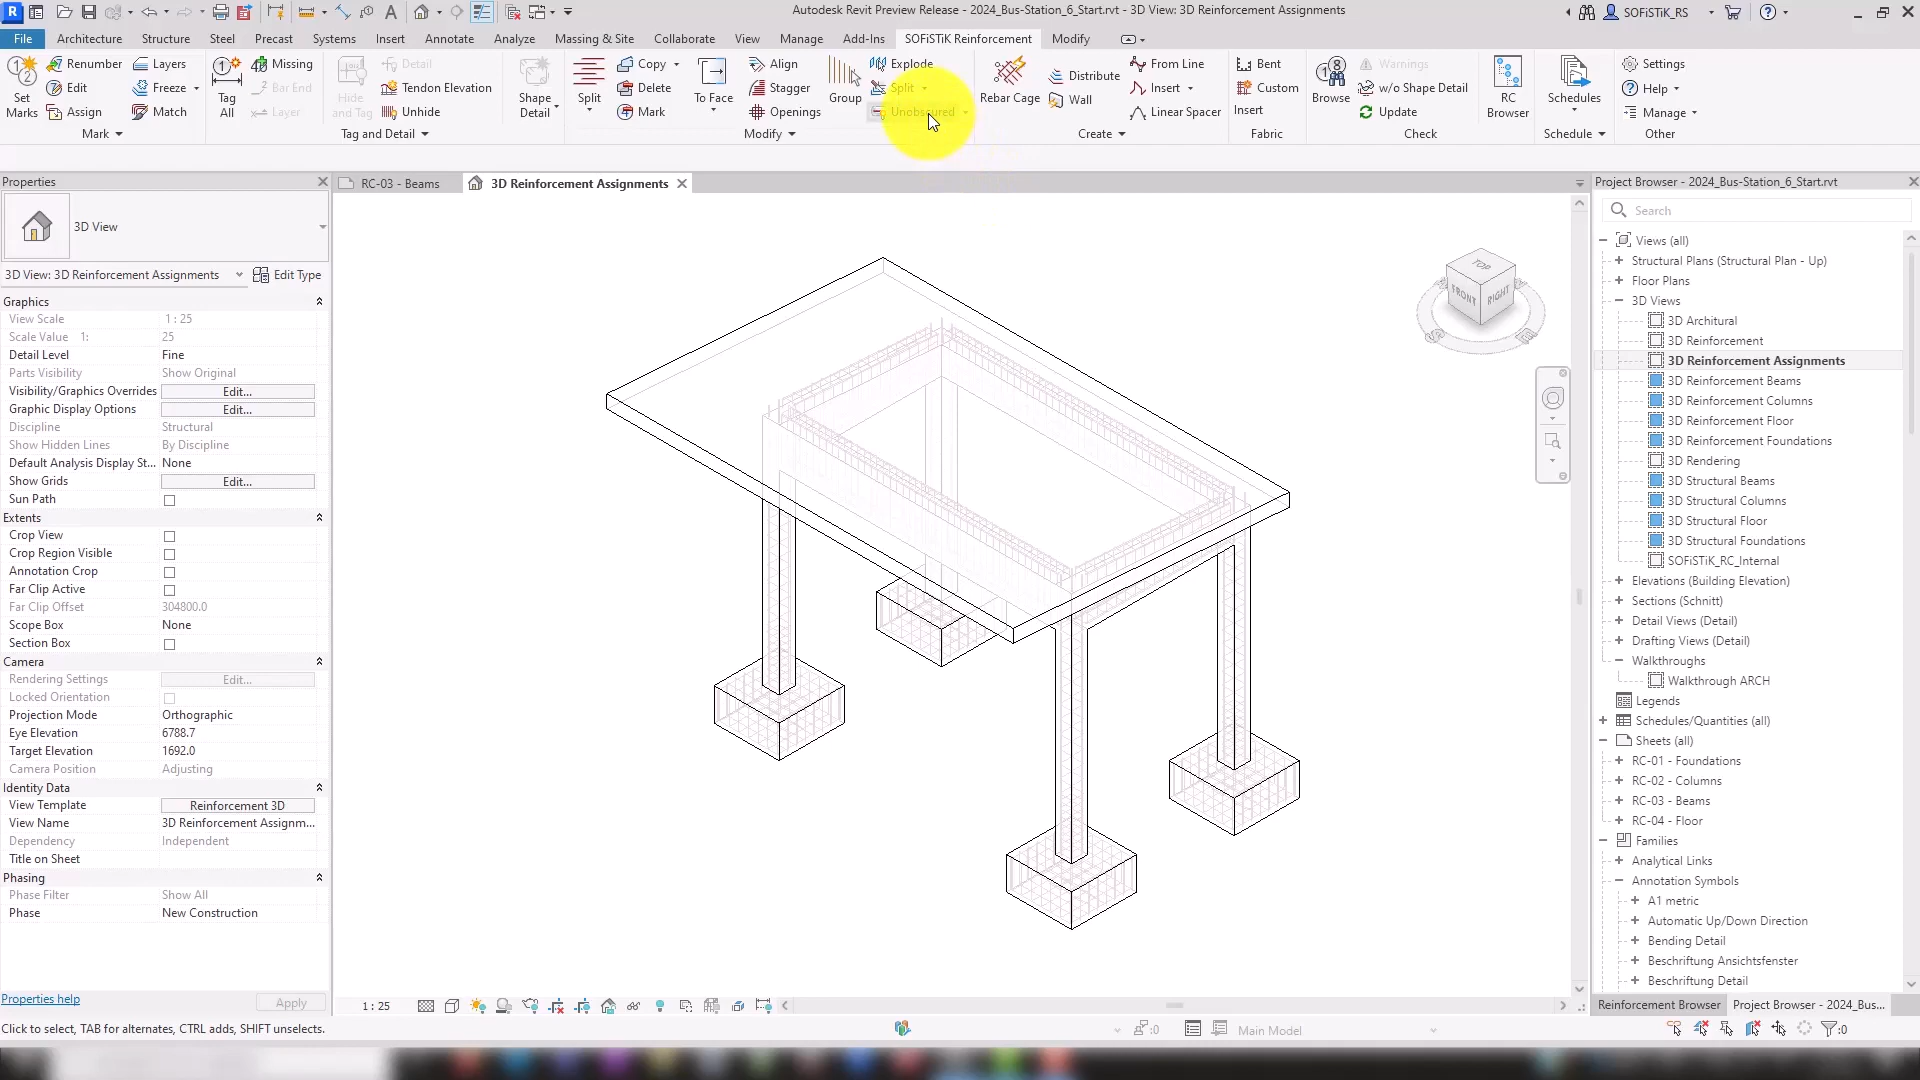 Autodesk Revit Preview Release - 2024_Bus-Station_6_Start.rvt - 3D View: 3D Reinforcement Assignments
SOFiSTiK_RS
File Architecture Structure Steel Precast Systems Insert Annotate Analyze Massing & Site Collaborate View Manage Add-Ins SOFiSTiK Reinforcement Modify
Set Marks
Renumber
Edit
Assign
Layers
Freeze
Match
Mark
Tag All
Missing
Bar End
Layer
Hide and Tag
Detail
Tendon Elevation
Unhide
Tag and Detail
Shape Detail
Split
Copy
Delete
Mark
To Face
Align
Stagger
Openings
Group
Explode
Split
Unobscured
Modify
Rebar Cage
Distribute
Wall
From Line
Insert
Linear Spacer
Create
Bent
Custom
Insert
Fabric
Browse
Warnings
w/o Shape Detail
Update
Check
RC Browser
Schedules
Schedule
Settings
Help
Manage
Other
Properties
3D View
3D View: 3D Reinforcement Assignments Edit Type
Graphics
View Scale 1 : 25
Scale Value 1: 25
Detail Level Fine
Parts Visibility Show Original
Visibility/Graphics Overrides Edit...
Graphic Display Options Edit...
Discipline Structural
Show Hidden Lines By Discipline
Default Analysis Display St... None
Show Grids Edit...
Sun Path
Extents
Crop View
Crop Region Visible
Annotation Crop
Far Clip Active
Far Clip Offset 304800.0
Scope Box None
Section Box
Camera
Rendering Settings Edit...
Locked Orientation
Projection Mode Orthographic
Eye Elevation 6788.7
Target Elevation 1692.0
Camera Position Adjusting
Identity Data
View Template Reinforcement 3D
View Name 3D Reinforcement Assignm...
Dependency Independent
Title on Sheet
Phasing
Phase Filter Show All
Phase New Construction
Properties help Apply
RC-03 - Beams
3D Reinforcement Assignments
TOP
FRONT
RIGHT
1 : 25
Project Browser - 2024_Bus-Station_6_Start.rvt
Search
Views (all)
Structural Plans (Structural Plan - Up)
Floor Plans
3D Views
3D Architural
3D Reinforcement
3D Reinforcement Assignments
3D Reinforcement Beams
3D Reinforcement Columns
3D Reinforcement Floor
3D Reinforcement Foundations
3D Rendering
3D Structural Beams
3D Structural Columns
3D Structural Floor
3D Structural Foundations
SOFiSTiK_RC_Internal
Elevations (Building Elevation)
Sections (Schnitt)
Detail Views (Detail)
Drafting Views (Detail)
Walkthroughs
Walkthrough ARCH
Legends
Schedules/Quantities (all)
Sheets (all)
RC-01 - Foundations
RC-02 - Columns
RC-03 - Beams
RC-04 - Floor
Families
Analytical Links
Annotation Symbols
A1 metric
Automatic Up/Down Direction
Bending Detail
Beschriftung Ansichtsfenster
Beschriftung Detail
Reinforcement Browser Project Browser - 2024_Bus...
Click to select, TAB for alternates, CTRL adds, SHIFT unselects.
:0
Main Model
:0